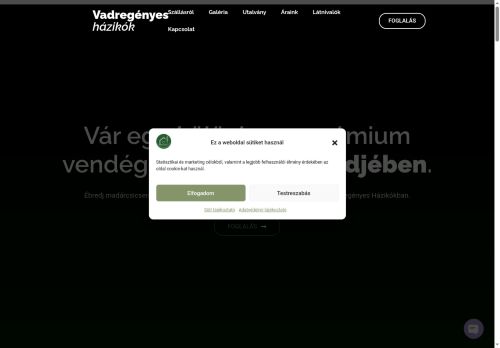 Vadregényes
házikók
Szállásról
Galéria
Utalvány
Áraink
Látnivalók
Kapcsolat
FOGLALÁS
Vár egy
mium
vendég
djében.
Ez a weboldal sütiket használ
Statisztikai és marketing célokból, valamint a legjobb felhasználói élmény érdekében az
oldal cookie-kat használ.
Elfogadom
Testreszabás
Süti tájékoztató
Adatvédelmi tájékoztató
Ébredj madárcsics
Házikókban.
FOGLALÁS